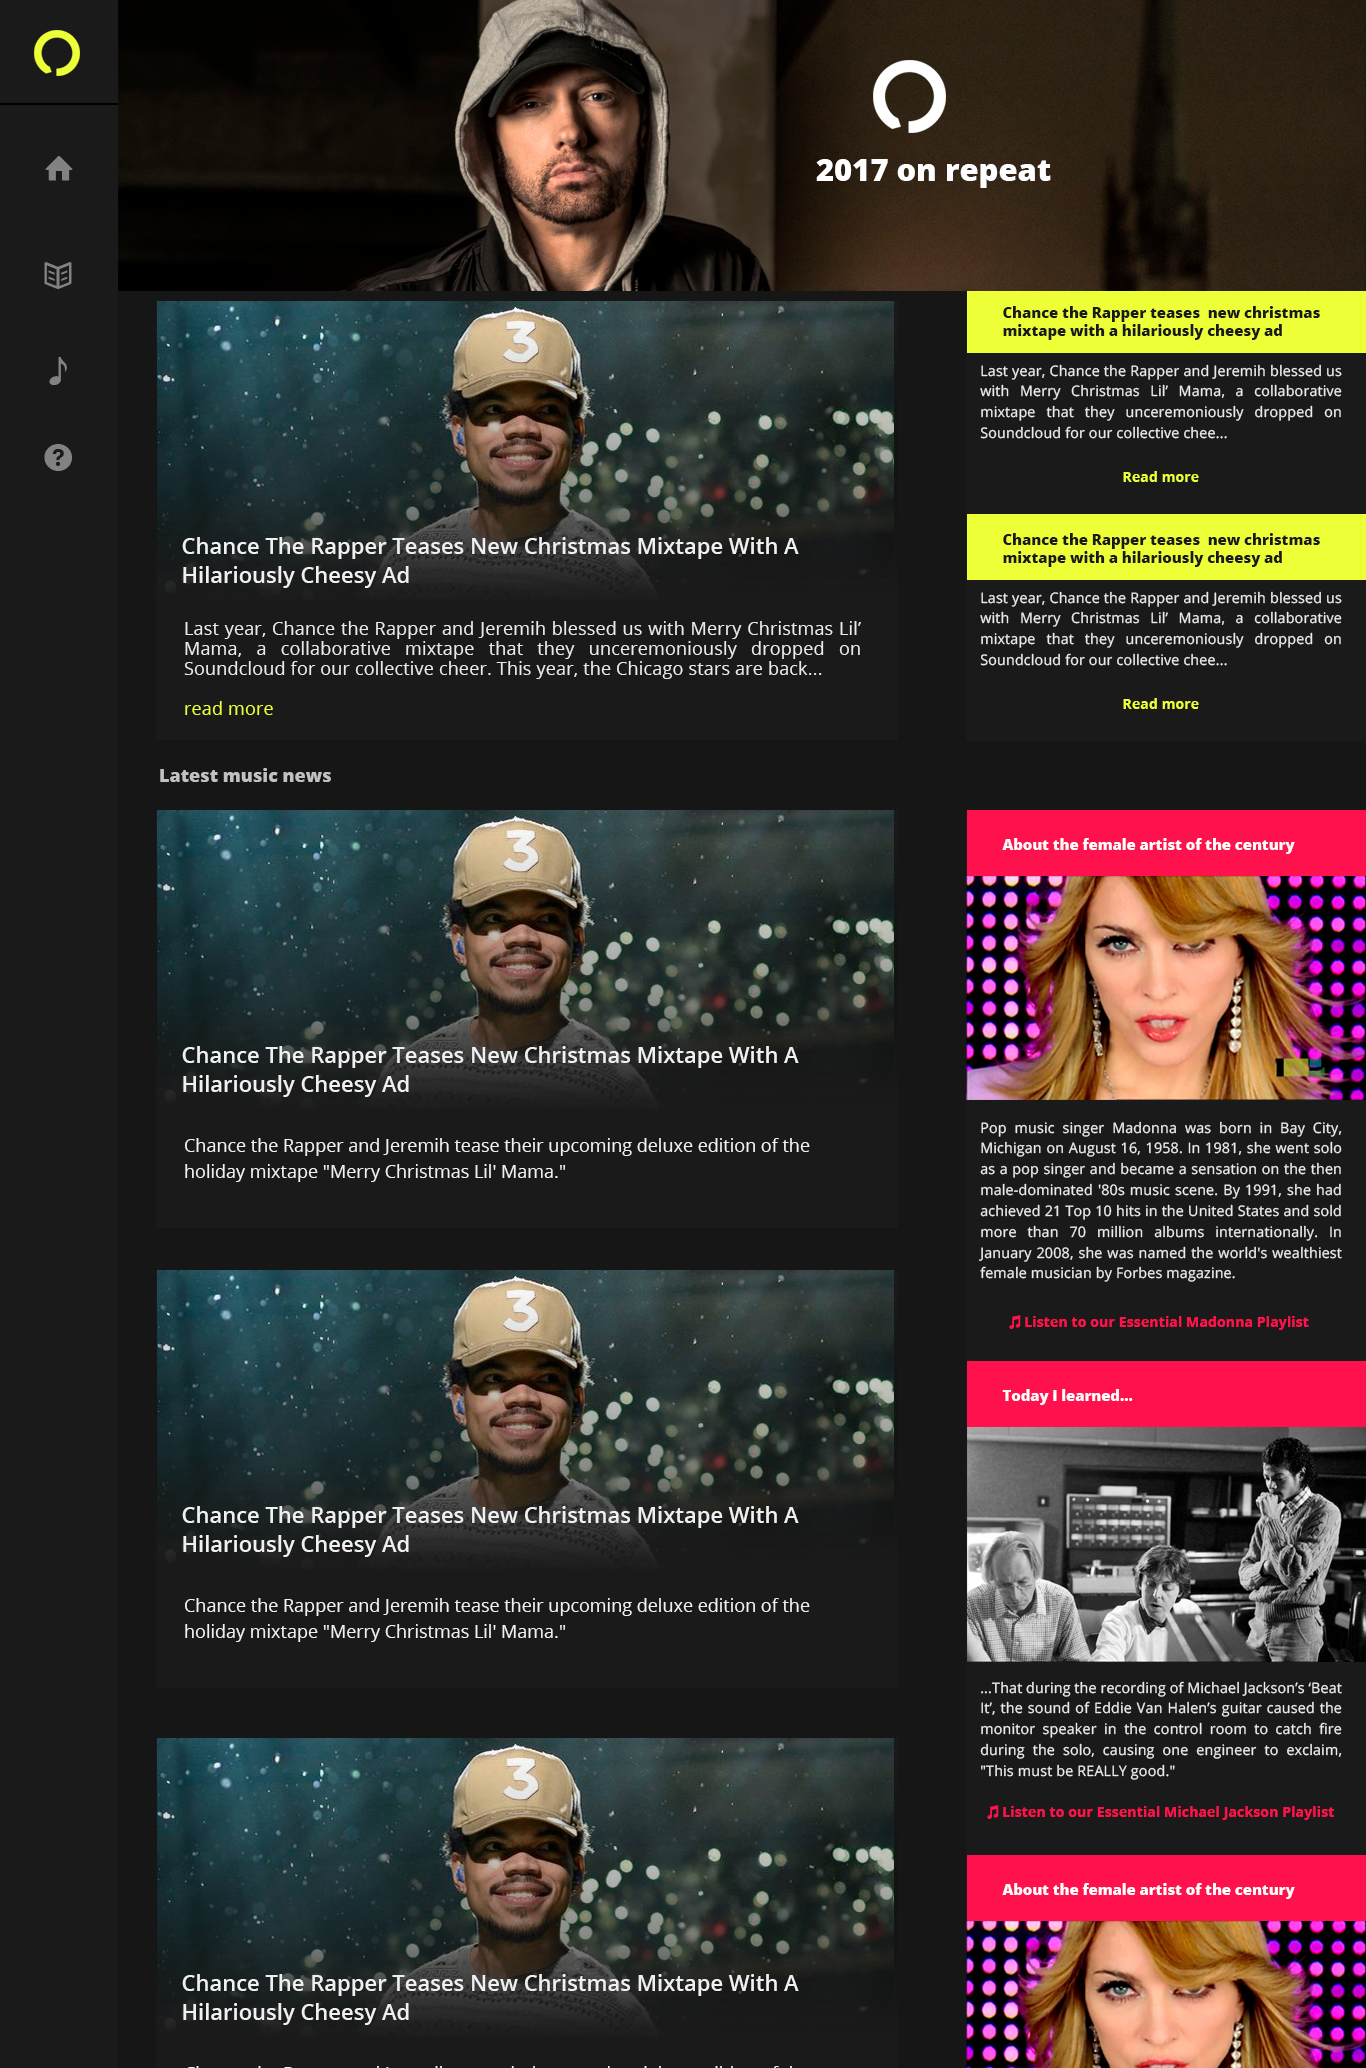 2017 on repeat
3
Chance The Rapper Teases New Christmas Mixtape With A
Hilariously Cheesy Ad
Last year, Chance the Rapper and Jeremih blessed us with Merry Christmas Lil’
Mama, a collaborative mixtape that they unceremoniously dropped on
Soundcloud for our collective cheer. This year, the Chicago stars are back...
read more
Chance the Rapper teases  new christmas
mixtape with a hilariously cheesy ad
Last year, Chance the Rapper and Jeremih blessed us
with Merry Christmas Lil’ Mama, a collaborative
mixtape that they unceremoniously dropped on
Soundcloud for our collective chee...
Read more
Chance the Rapper teases  new christmas
mixtape with a hilariously cheesy ad
Last year, Chance the Rapper and Jeremih blessed us
with Merry Christmas Lil’ Mama, a collaborative
mixtape that they unceremoniously dropped on
Soundcloud for our collective chee...
Read more
Latest music news
3
Chance The Rapper Teases New Christmas Mixtape With A
Hilariously Cheesy Ad
Chance the Rapper and Jeremih tease their upcoming deluxe edition of the
holiday mixtape "Merry Christmas Lil' Mama."
3
Chance The Rapper Teases New Christmas Mixtape With A
Hilariously Cheesy Ad
Chance the Rapper and Jeremih tease their upcoming deluxe edition of the
holiday mixtape "Merry Christmas Lil' Mama."
3
Chance The Rapper Teases New Christmas Mixtape With A
Hilariously Cheesy Ad
About the female artist of the century
Pop music singer Madonna was born in Bay City,
Michigan on August 16, 1958. In 1981, she went solo
as a pop singer and became a sensation on the then
male-dominated '80s music scene. By 1991, she had
achieved 21 Top 10 hits in the United States and sold
more than 70 million albums internationally. In
January 2008, she was named the world's wealthiest
female musician by Forbes magazine.
Listen to our Essential Madonna Playlist
Today I learned...
...That during the recording of Michael Jackson’s ‘Beat
It’, the sound of Eddie Van Halen’s guitar caused the
monitor speaker in the control room to catch fire
during the solo, causing one engineer to exclaim,
"This must be REALLY good."
Listen to our Essential Michael Jackson Playlist
About the female artist of the century